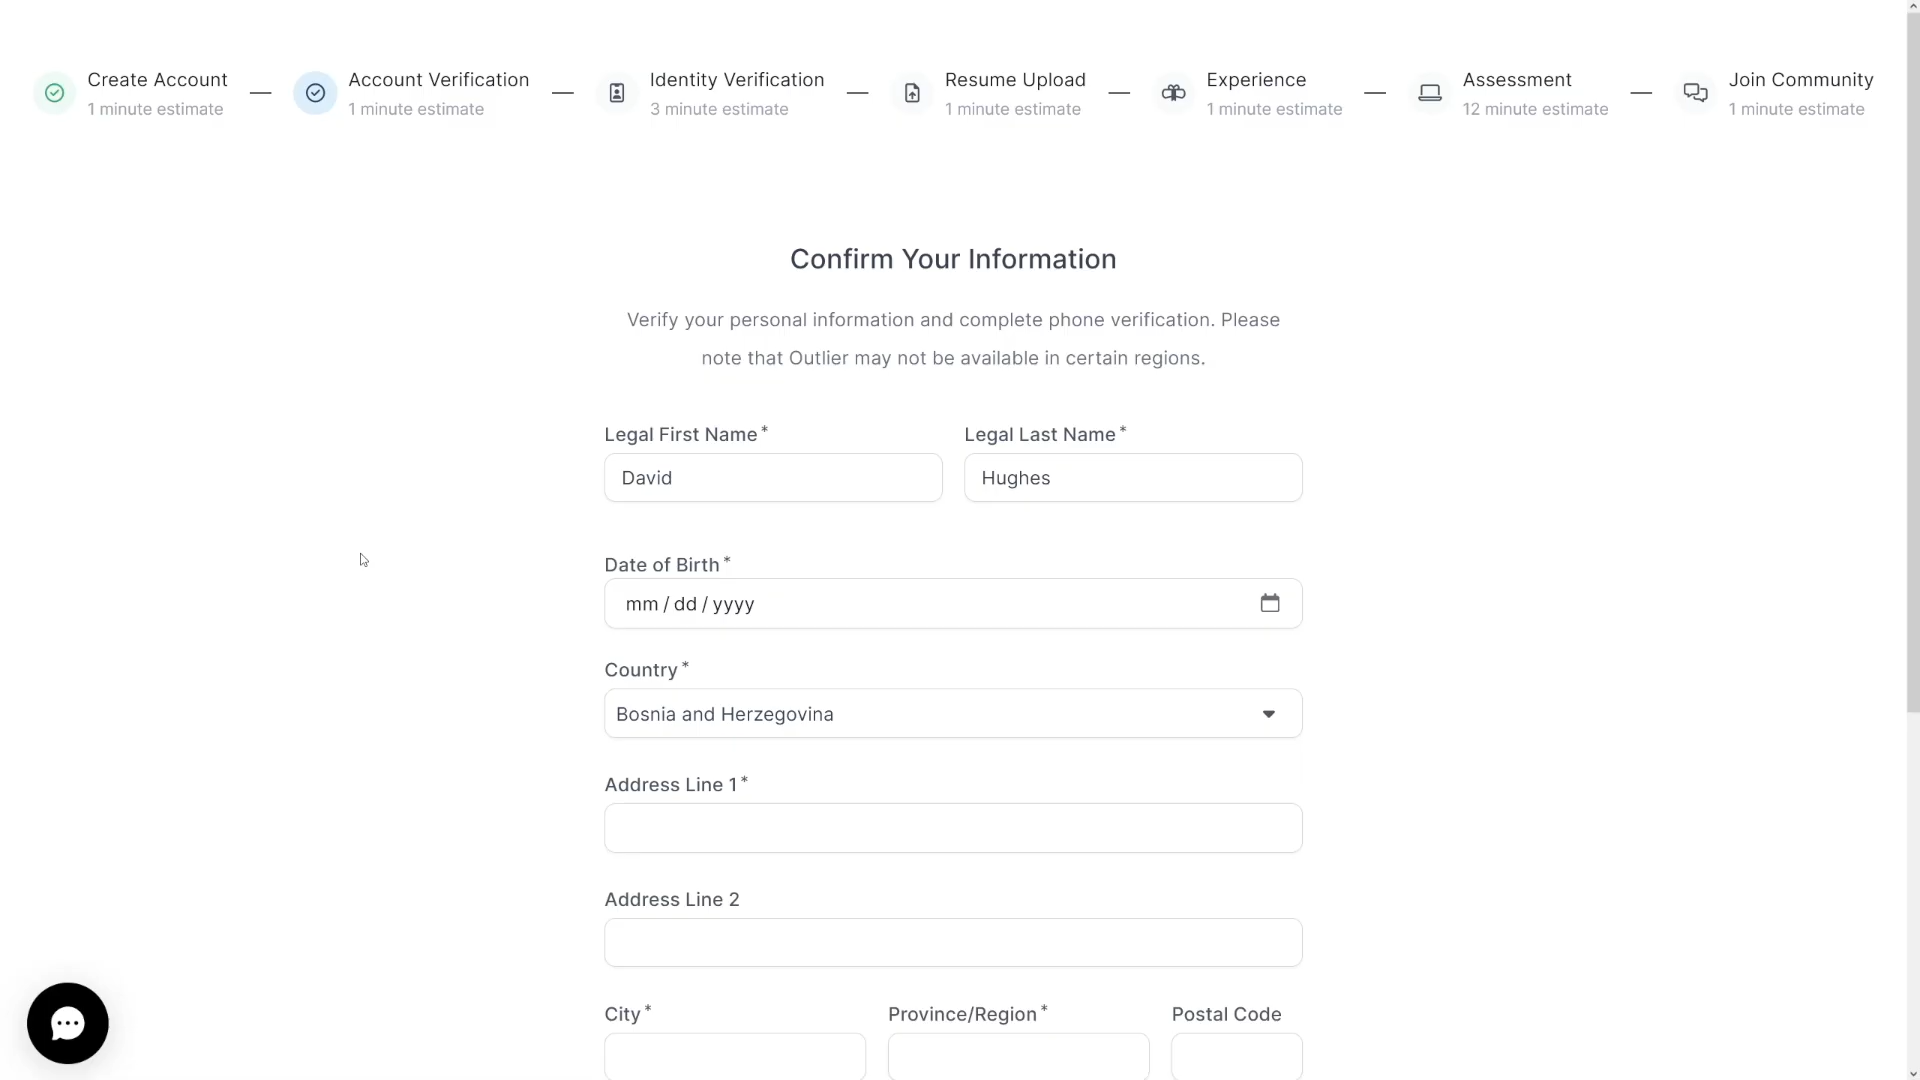 Create Account
1 minute estimate
Account Verification
1 minute estimate
Identity Verification
3 minute estimate
Resume Upload
1 minute estimate
Experience
1 minute estimate
Assessment
12 minute estimate
Join Community
1 minute estimate
Confirm Your Information
Verify your personal information and complete phone verification. Please
note that Outlier may not be available in certain regions.
Legal First Name* Legal Last Name*
David Hughes
Date of Birth*
mm / dd / yyyy
Country*
Bosnia and Herzegovina
Address Line 1*
Address Line 2
City* Province/Region* Postal Code